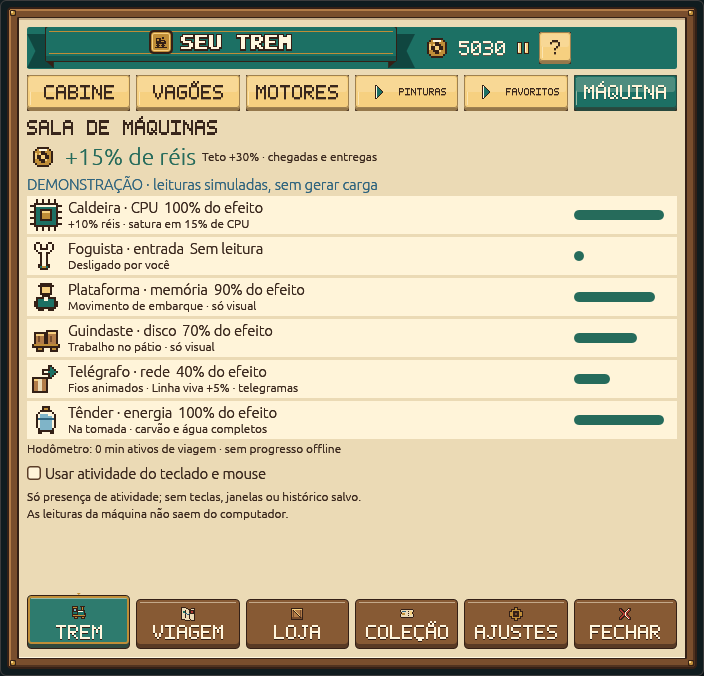 SEU TREM
5030
?
CABINE VAGÕES MOTORES PINTURAS FAVORITOS MÁQUINA
SALA DE MÁQUINAS
+15% de réis Teto +30% · chegadas e entregas
DEMONSTRAÇÃO · leituras simuladas, sem gerar carga
Caldeira · CPU 100% do efeito
+10% réis · satura em 15% de CPU
Foguista · entrada Sem leitura
Desligado por você
Plataforma · memória 90% do efeito
Movimento de embarque · só visual
Guindaste · disco 70% do efeito
Trabalho no pátio · só visual
Telégrafo · rede 40% do efeito
Fios animados · Linha viva +5% · telegramas
Tênder · energia 100% do efeito
Na tomada · carvão e água completos
Hodômetro: 0 min ativos de viagem · sem progresso offline
Usar atividade do teclado e mouse
Só presença de atividade; sem teclas, janelas ou histórico salvo.
As leituras da máquina não saem do computador.
TREM VIAGEM LOJA COLEÇÃO AJUSTES FECHAR